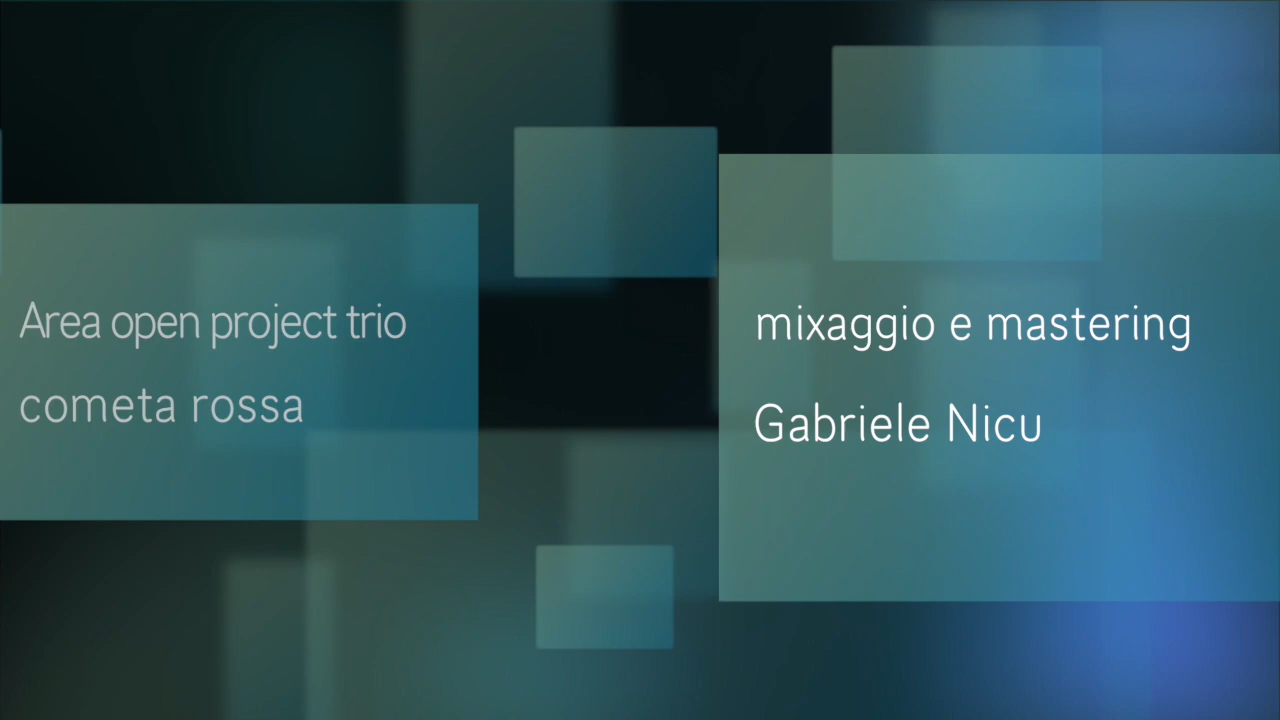 Area open project trio
cometa rossa
mixaggio e mastering
Gabriele Nicu